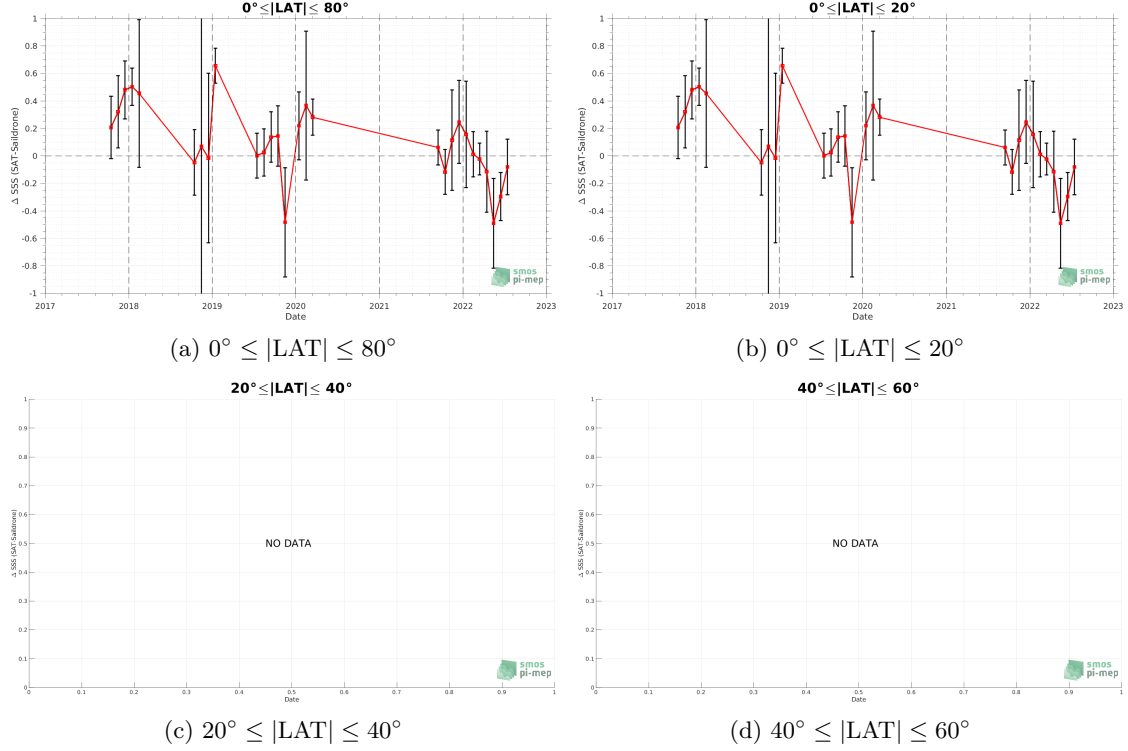 0°≤|LAT|≤ 80°
1
0.8
0.6
0.4
0.2
0
-0.2
-0.4
-0.6
-0.8
-1
Δ SSS (SAT-Saildrone)
2017 2018 2019 2020 2021 2022 2023
Date
smos
pi-mep
(a) 0° ≤ |LAT| ≤ 80°
0°≤|LAT|≤ 20°
1
0.8
0.6
0.4
0.2
0
-0.2
-0.4
-0.6
-0.8
-1
Δ SSS (SAT-Saildrone)
2017 2018 2019 2020 2021 2022 2023
Date
smos
pi-mep
(b) 0° ≤ |LAT| ≤ 20°
20°≤|LAT|≤ 40°
1
0.9
0.8
0.7
0.6
0.5
0.4
0.3
0.2
0.1
0
Δ SSS (SAT-Saildrone)
NO DATA
0 0.1 0.2 0.3 0.4 0.5 0.6 0.7 0.8 0.9 1
Date
smos
pi-mep
(c) 20° ≤ |LAT| ≤ 40°
40°≤|LAT|≤ 60°
1
0.9
0.8
0.7
0.6
0.5
0.4
0.3
0.2
0.1
0
Δ SSS (SAT-Saildrone)
NO DATA
0 0.1 0.2 0.3 0.4 0.5 0.6 0.7 0.8 0.9 1
Date
smos
pi-mep
(d) 40° ≤ |LAT| ≤ 60°